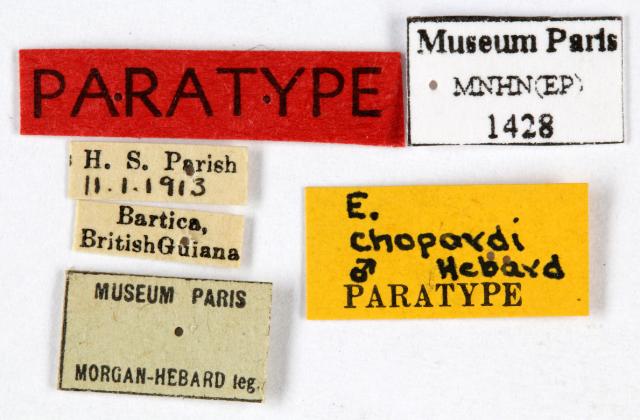 PARATYPE
Museum Paris
MNHN(EP)
1428
H. S. Parish
11.1.1913
Bartica,
BritishGuiana
E.
chopardi
♂ Hebard
PARATYPE
MUSEUM PARIS
MORGAN-HEBARD leg.